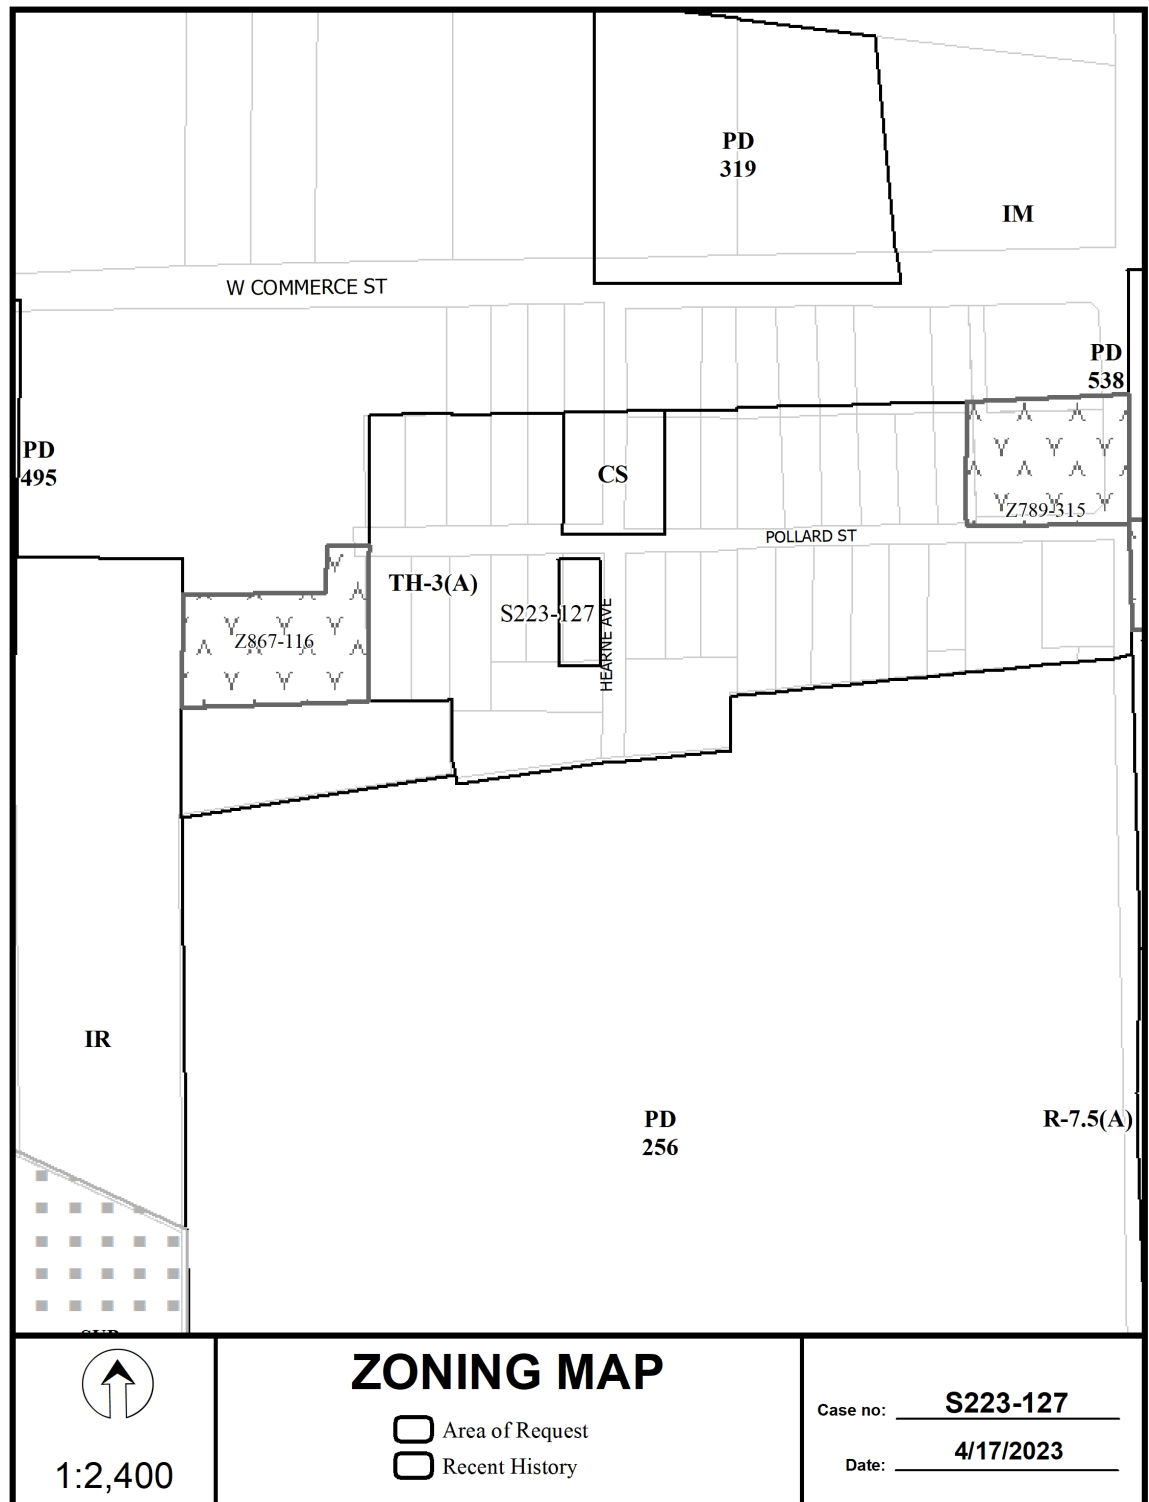 PD
319
IM
W COMMERCE ST
PD
538
PD
495
CS
Z789-315
POLLARD ST
TH-3(A)
S223-127
HEARNE AVE
Z867-116
IR
PD
256
R-7.5(A)
ZONING MAP
Area of Request
Recent History
1:2,400
Case no: S223-127
Date: 4/17/2023